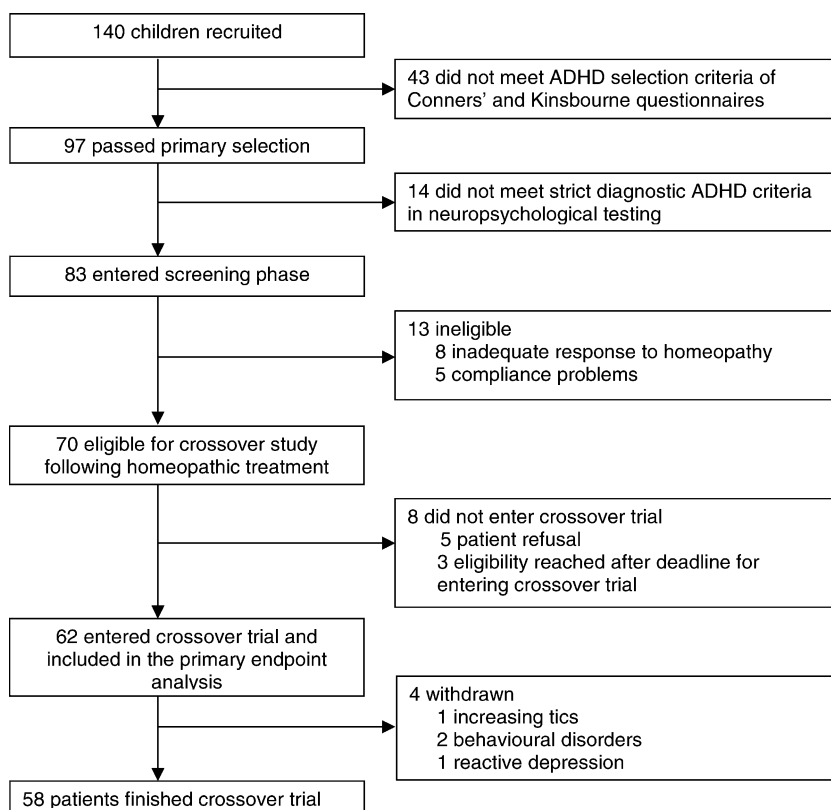 140 children recruited
43 did not meet ADHD selection criteria of
Conners' and Kinsbourne questionnaires
97 passed primary selection
14 did not meet strict diagnostic ADHD criteria
in neuropsychological testing
83 entered screening phase
13 ineligible
8 inadequate response to homeopathy
5 compliance problems
70 eligible for crossover study
following homeopathic treatment
8 did not enter crossover trial
5 patient refusal
3 eligibility reached after deadline for
entering crossover trial
62 entered crossover trial and
included in the primary endpoint
analysis
4 withdrawn
1 increasing tics
2 behavioural disorders
1 reactive depression
58 patients finished crossover trial